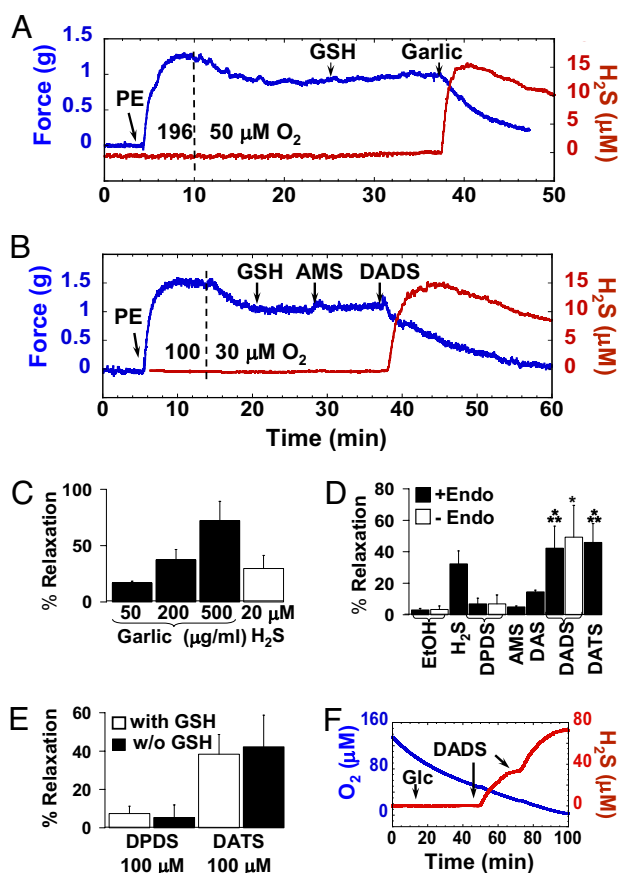 A
Force (g)
1.5
1
0.5
0
PE
196
50 μM O2
GSH
Garlic
15
10
5
0
H2S (μM)
0 10 20 30 40 50
B
Force (g)
1.5
1
0.5
0
PE
100
30 μM O2
GSH AMS DADS
15
10
5
0
H2S (μM)
0 10 20 30 40 50 60
Time (min)
C
% Relaxation
100
50
0
50 200 500 20 μM
Garlic (μg/ml) H2S
D
% Relaxation
80
60
40
20
0
+Endo
- Endo
*
**
*
*
**
EtOH
H2S
DPDS
AMS
DAS
DADS
DATS
E
% Relaxation
60
40
20
0
with GSH
w/o GSH
DPDS DATS
100 μM 100 μM
F
O2 (μM)
160
80
0
Glc
DADS
80
40
0
H2S (μM)
0 20 40 60 80 100
Time (min)